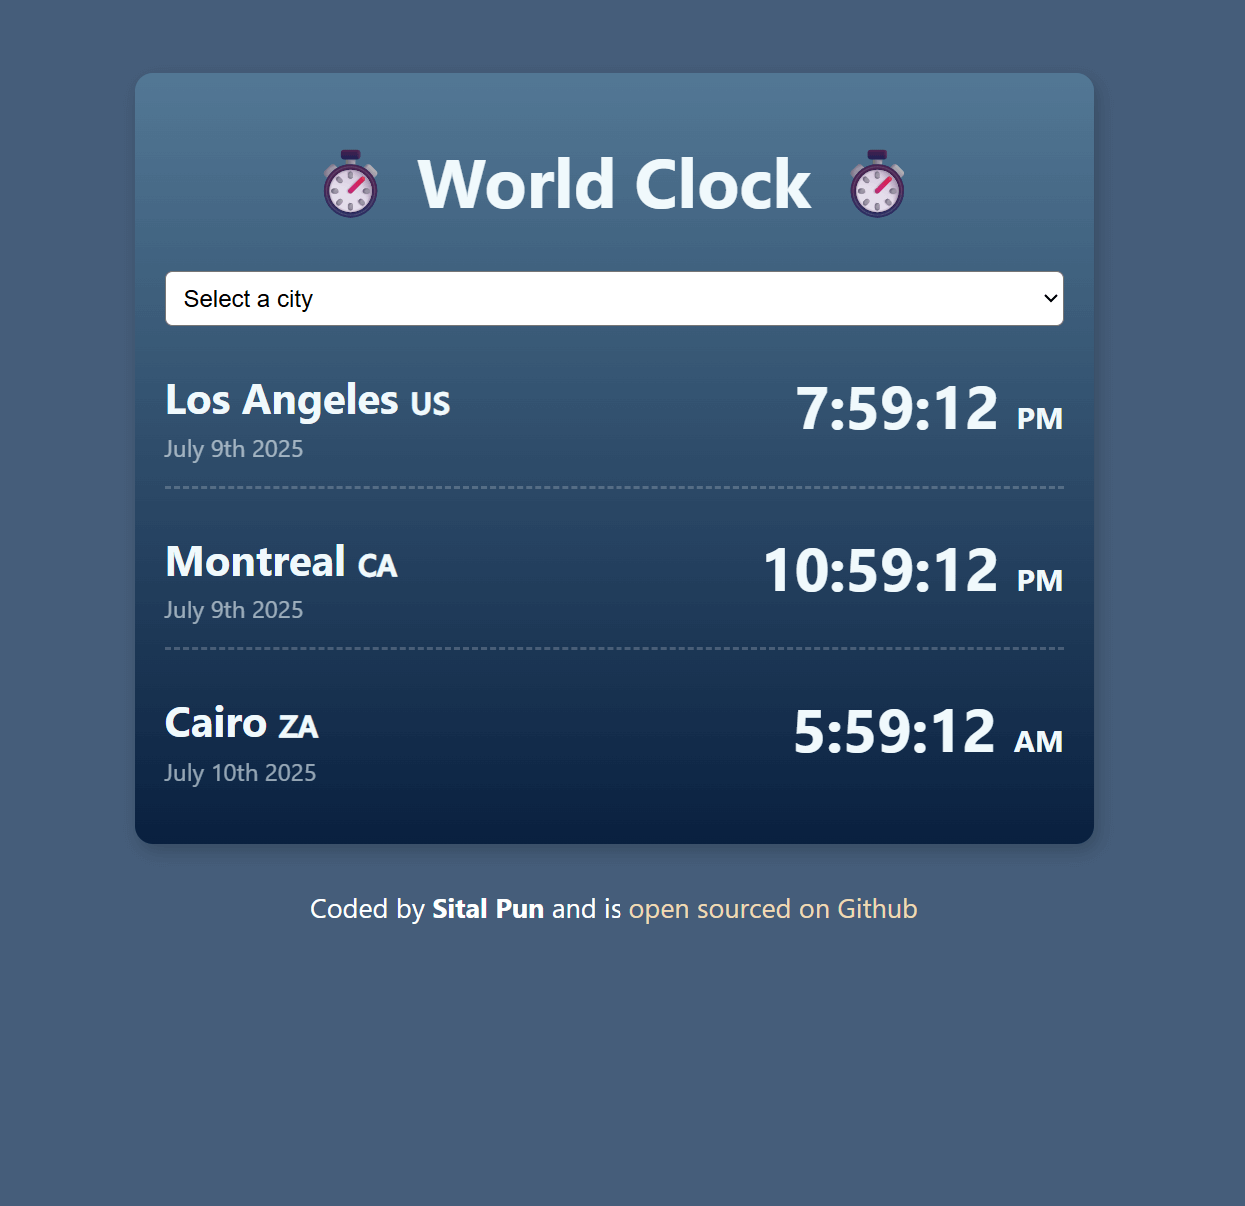 World Clock
Select a city
Los Angeles US
7:59:12 PM
July 9th 2025
Montreal CA
10:59:12 PM
July 9th 2025
Cairo ZA
5:59:12 AM
July 10th 2025
Coded by Sital Pun and is open sourced on Github